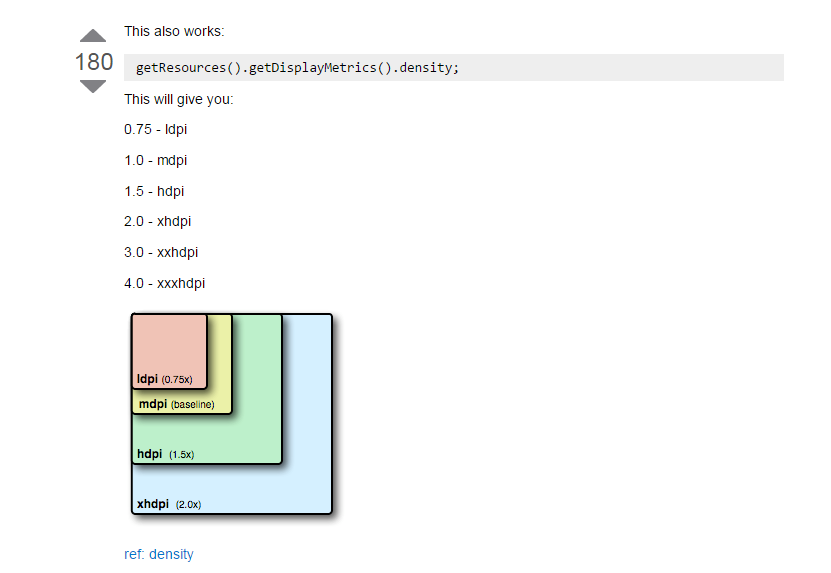 This also works:
180
getResources().getDisplayMetrics().density;
This will give you:
0.75 - ldpi
1.0 - mdpi
1.5 - hdpi
2.0 - xhdpi
3.0 - xxhdpi
4.0 - xxxhdpi
ldpi (0.75x)
mdpi (baseline)
hdpi (1.5x)
xhdpi (2.0x)
ref: density